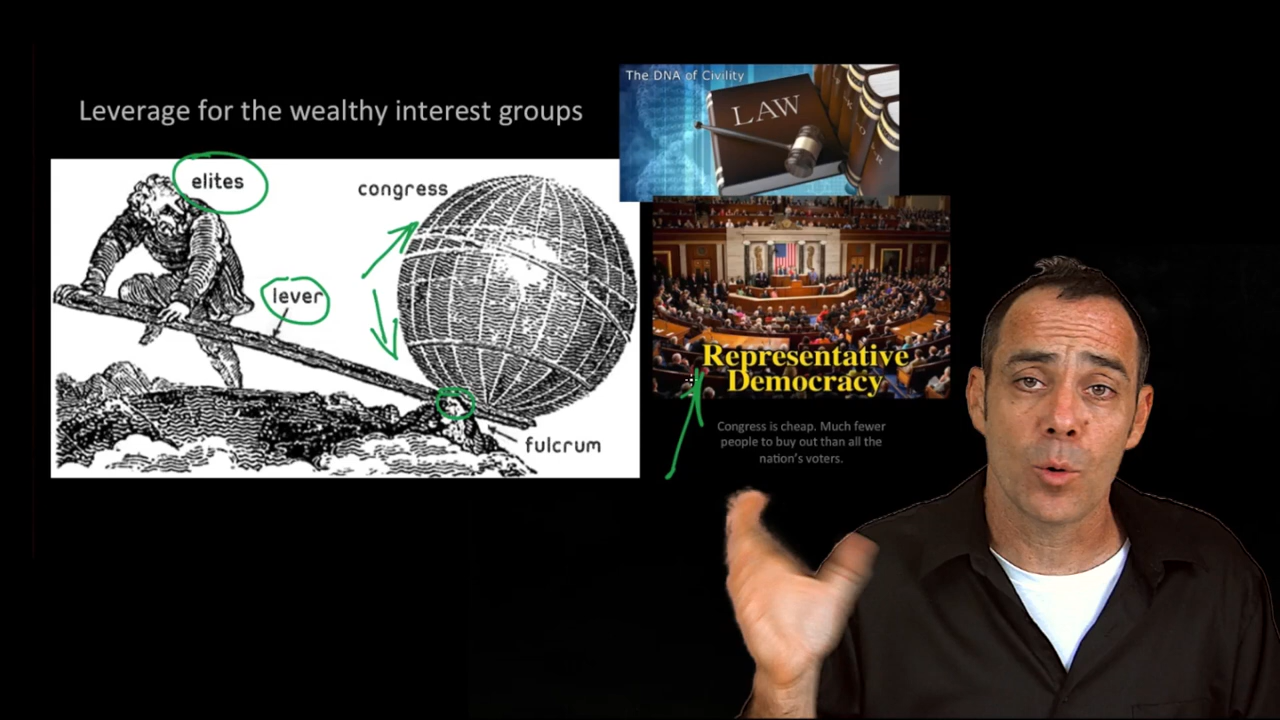 Leverage for the wealthy interest groups
elites
congress
lever
fulcrum
The DNA of Civility
LAW
Representative
Democracy
Congress is cheap. Much fewer
people to buy out than all the
nation's voters.